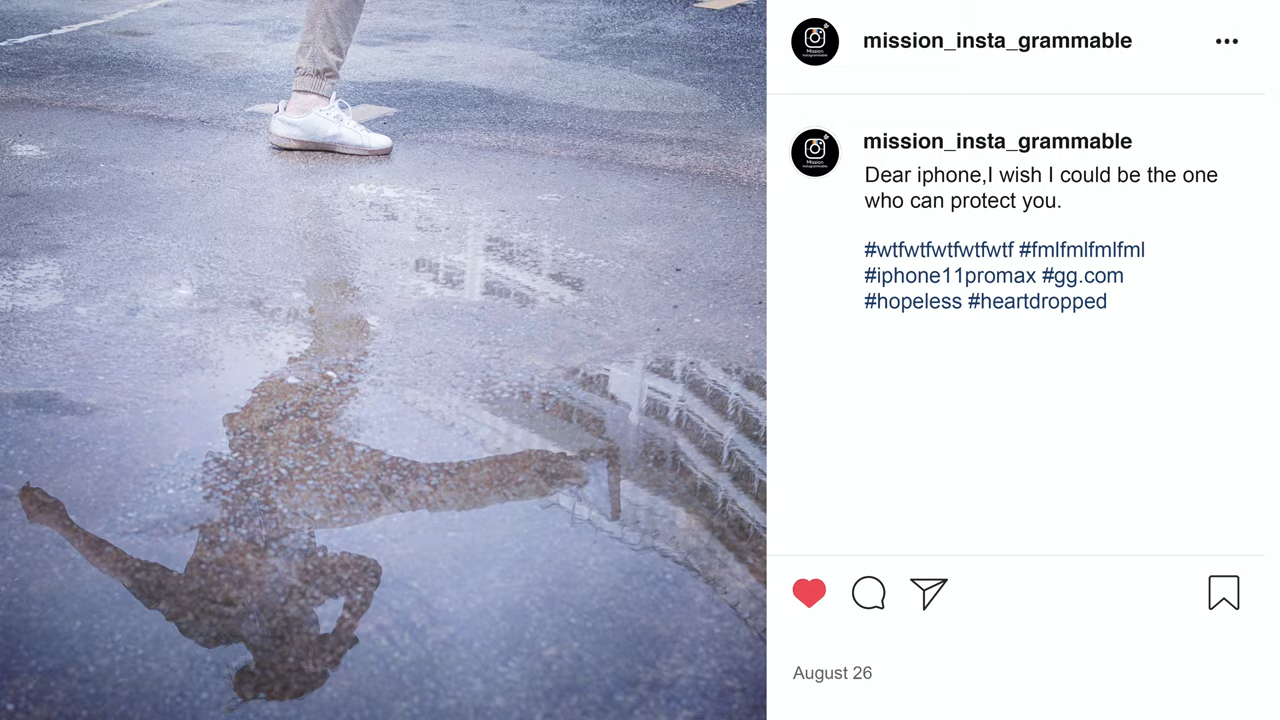 mission_insta_grammable
mission_insta_grammable
Dear iphone,I wish I could be the one
who can protect you.
#wtfwtfwtfwtfwtf #fmlfmlfmlfml
#iphone11promax #gg.com
#hopeless #heartdropped
August 26